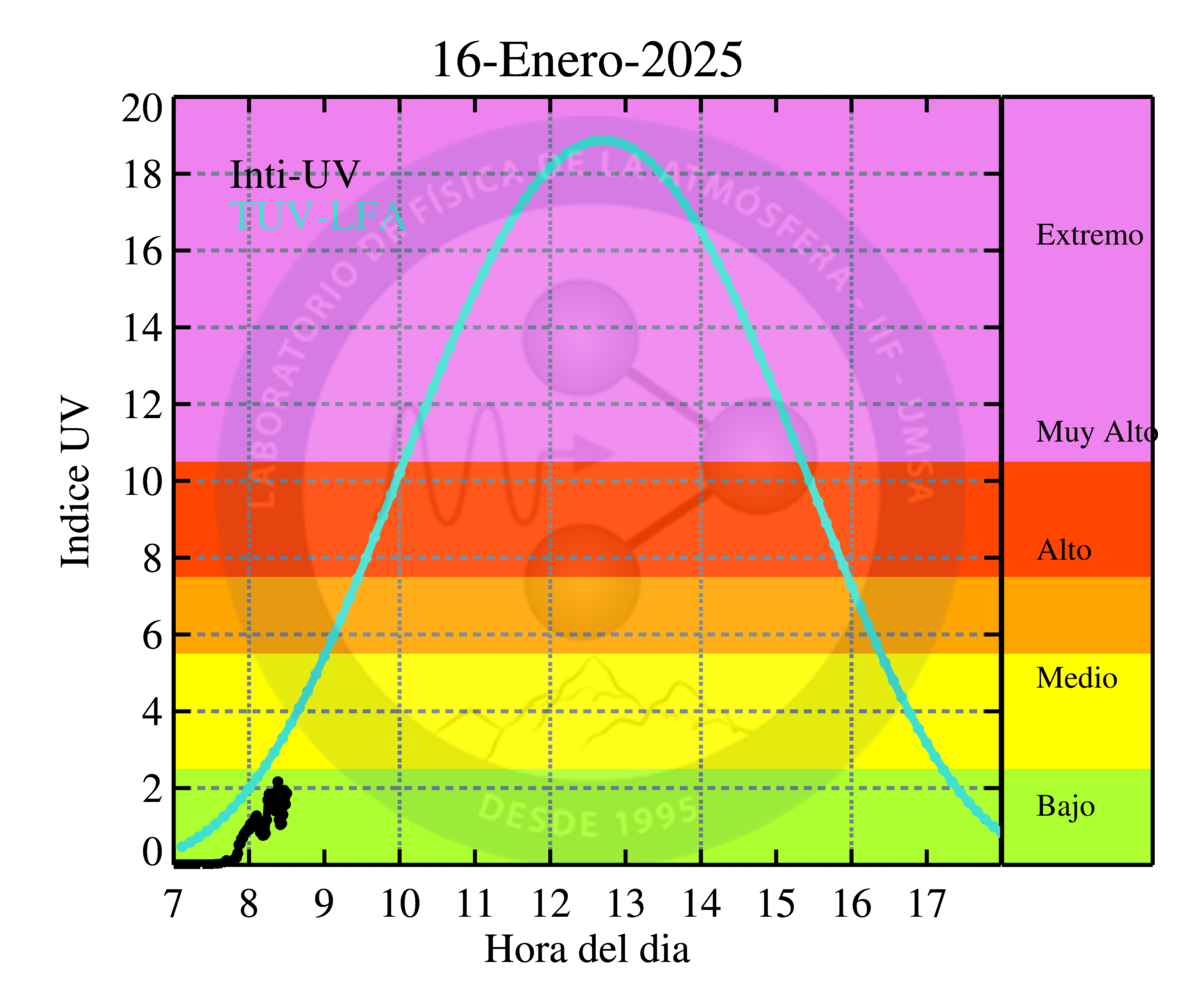 16-Enero-2025
Indice UV
20
18
16
14
12
10
8
6
4
2
0
Inti-UV
TUV-LFA
LABORATORIO DE FÍSICA DE LA ATMÓSFERA - IIF - UMSA
DESDE 1995
Extremo
Muy Alto
Alto
Medio
Bajo
7 8 9 10 11 12 13 14 15 16 17
Hora del dia